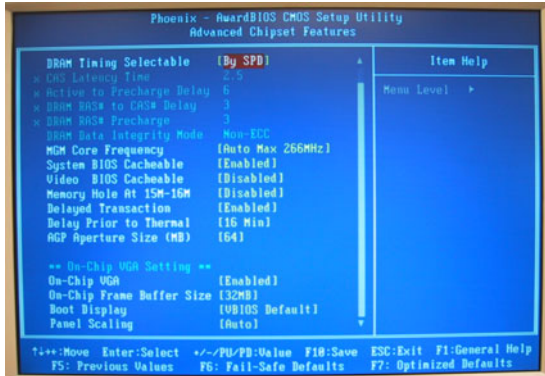 Phoenix - AwardBIOS CMOS Setup Utility
Advanced Chipset Features
DRAM Timing Selectable [By SPD]
x CAS Latency Time 2.5
x Active to Precharge Delay 6
x DRAM RAS# to CAS# Delay 3
x DRAM RAS# Precharge 3
DRAM Data Integrity Mode Non-ECC
MGM Core Frequency [Auto Max 266MHz]
System BIOS Cacheable [Enabled]
Video BIOS Cacheable [Disabled]
Memory Hole At 15M-16M [Disabled]
Delayed Transaction [Enabled]
Delay Prior to Thermal [16 Min]
AGP Aperture Size (MB) [64]
** On-Chip VGA Setting **
On-Chip VGA [Enabled]
On-Chip Frame Buffer Size [32MB]
Boot Display [VBIOS Default]
Panel Scaling [Auto]
Item Help
Menu Level ▸
↑↓→←:Move Enter:Select +/-/PU/PD:Value F10:Save ESC:Exit F1:General Help
F5: Previous Values F6: Fail-Safe Defaults F7: Optimized Defaults